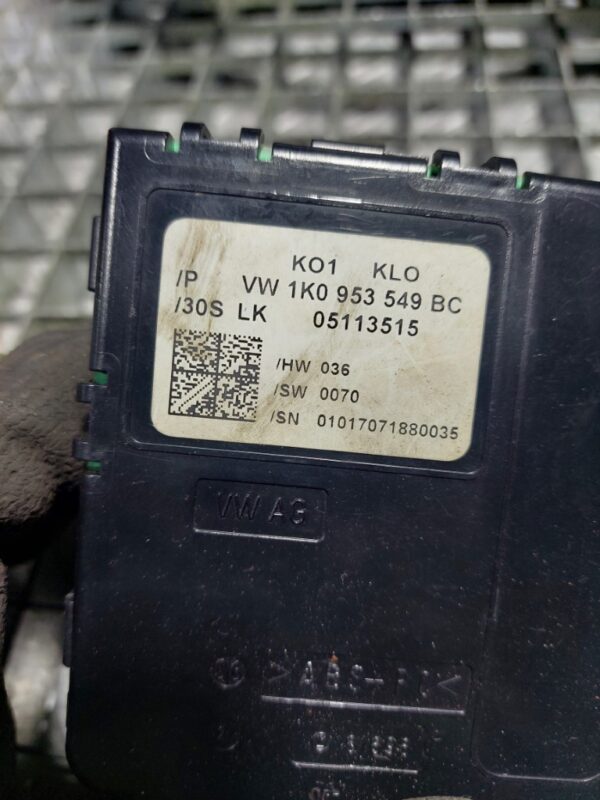 KO1 KLO
/P VW 1K0 953 549 BC
/30S LK 05113515
/HW 036
/SW 0070
/SN 01017071880035
VW AG